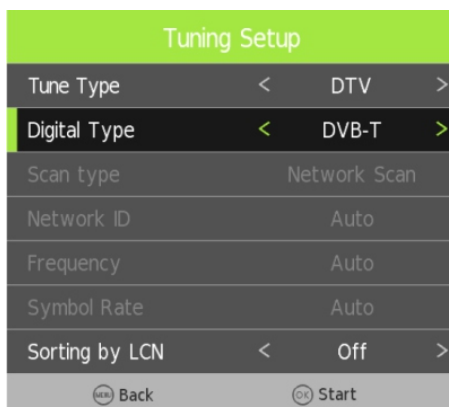 Tuning Setup
Tune Type < DTV >
Digital Type < DVB-T >
Scan type Network Scan
Network ID Auto
Frequency Auto
Symbol Rate Auto
Sorting by LCN < Off >
MENU Back OK Start